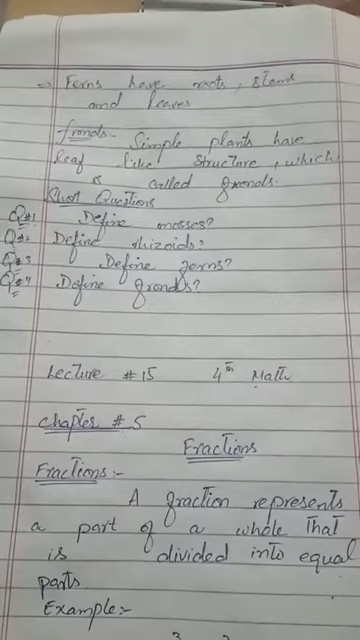 → Ferns have roots, stems
and leaves
fronds:- Simple plants have
leaf like structure, which
is called fronds.
Short Questions
Q#1 Define mosses?
Q#2 Define rhizoids?
Q#3 Define ferns?
Q#4 Define fronds?
Lecture #15 4th Math
Chapter #5
Fractions
Fractions:-
A fraction represents
a part of a whole that
is divided into equal
parts
Example:-